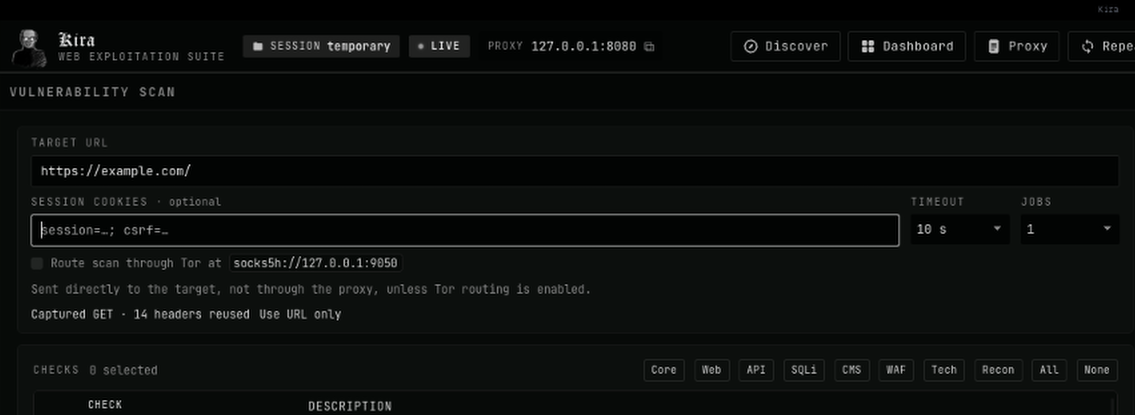 Kira
Kira
WEB EXPLOITATION SUITE
SESSION temporary
LIVE
PROXY 127.0.0.1:8080
Discover
Dashboard
Proxy
Repe
VULNERABILITY SCAN
TARGET URL
https://example.com/
SESSION COOKIES · optional
TIMEOUT
JOBS
session=…; csrf=…
10 s
1
Route scan through Tor at socks5h://127.0.0.1:9050
Sent directly to the target, not through the proxy, unless Tor routing is enabled.
Captured GET · 14 headers reused Use URL only
CHECKS 0 selected
Core
Web
API
SQLi
CMS
WAF
Tech
Recon
All
None
CHECK
DESCRIPTION